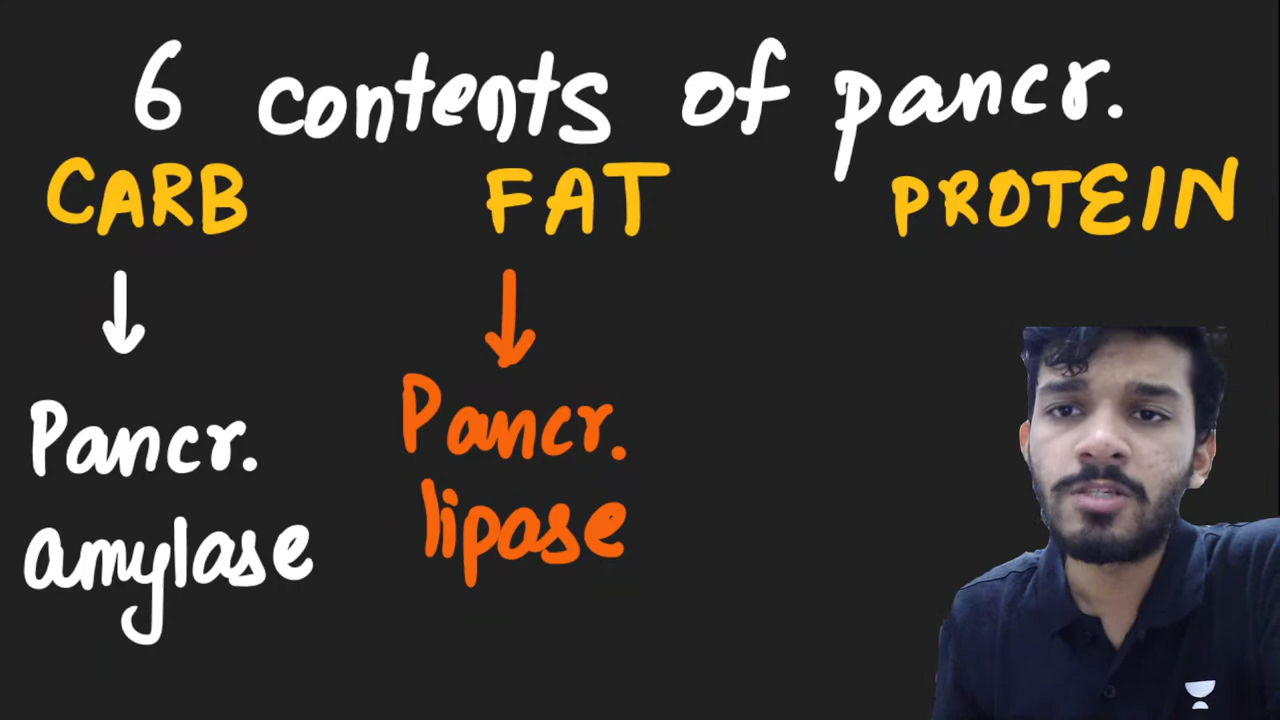 6 contents of pancr.
CARB FAT PROTEIN
Pancr. amylase
Pancr. lipase